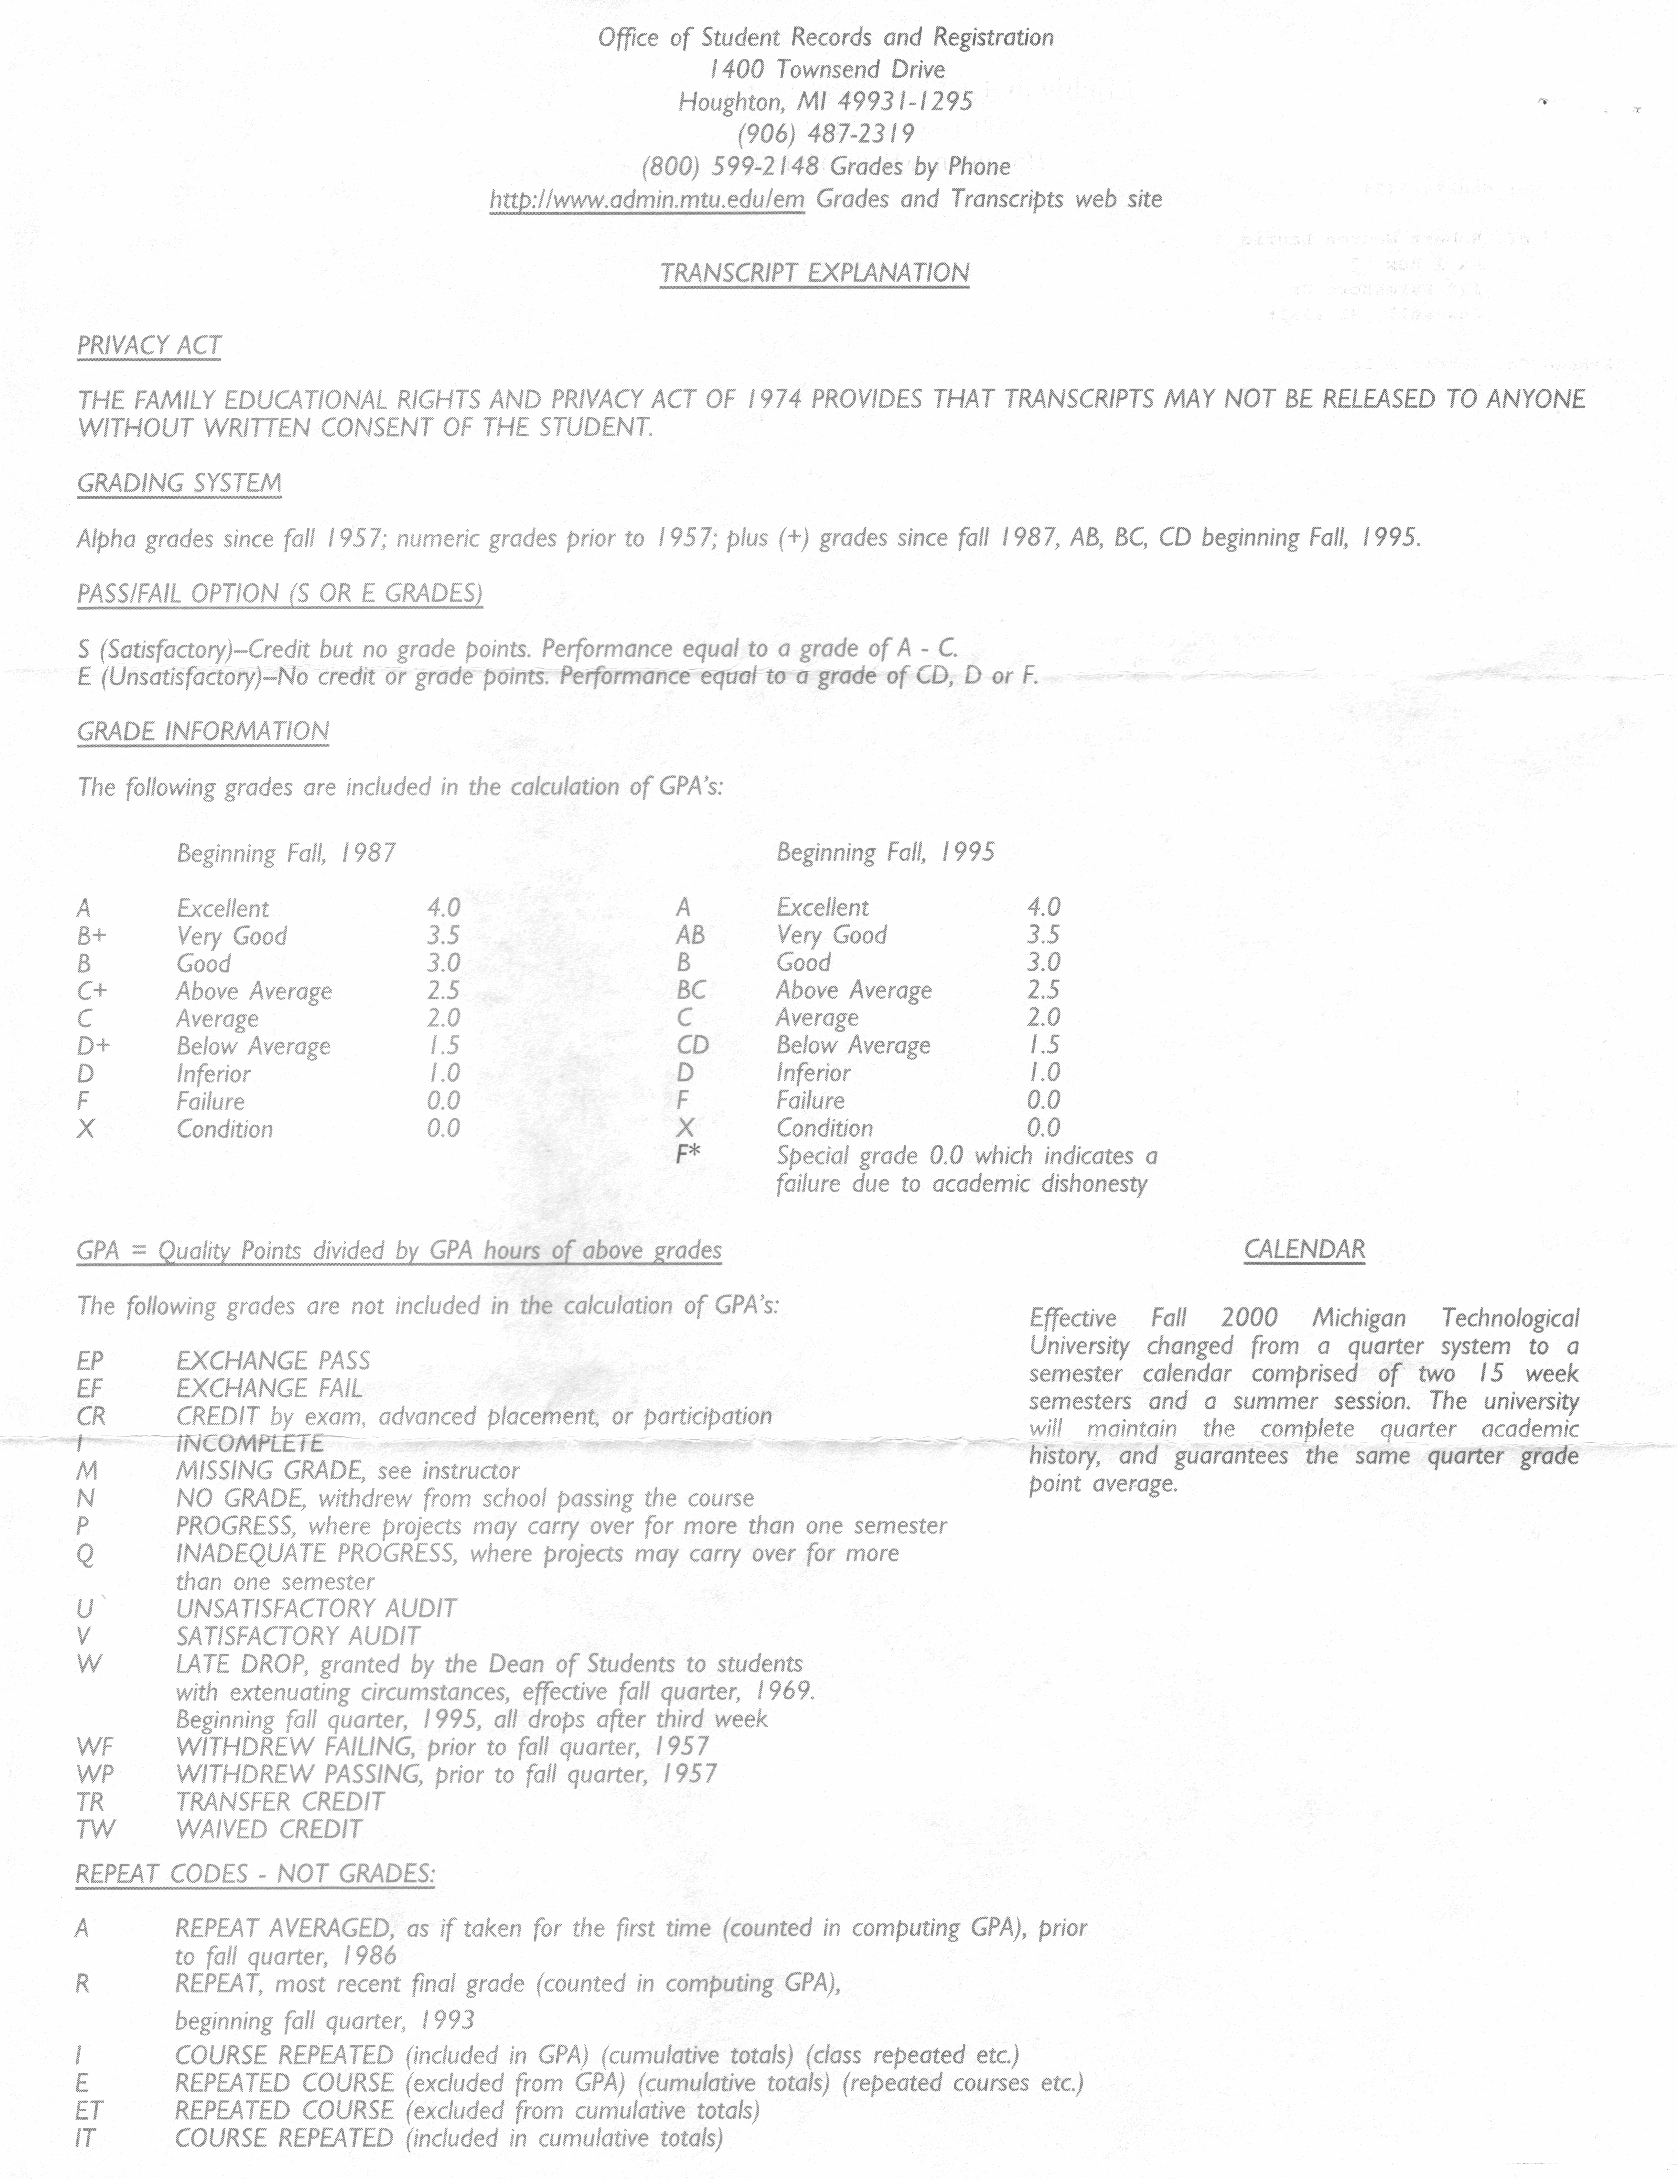 Office of Student Records and Registration
1400 Townsend Drive
Houghton, MI 49931-1295
(906) 487-2319
(800) 599-2148 Grades by Phone
http://www.admin.mtu.edu/em Grades and Transcripts web site
TRANSCRIPT EXPLANATION
PRIVACY ACT
THE FAMILY EDUCATIONAL RIGHTS AND PRIVACY ACT OF 1974 PROVIDES THAT TRANSCRIPTS MAY NOT BE RELEASED TO ANYONE
WITHOUT WRITTEN CONSENT OF THE STUDENT.
GRADING SYSTEM
Alpha grades since fall 1957; numeric grades prior to 1957; plus (+) grades since fall 1987, AB, BC, CD beginning Fall, 1995.
PASS/FAIL OPTION (S OR E GRADES)
S (Satisfactory)–Credit but no grade points. Performance equal to a grade of A - C.
E (Unsatisfactory)–No credit or grade points. Performance equal to a grade of CD, D or F.
GRADE INFORMATION
The following grades are included in the calculation of GPA's:
Beginning Fall, 1987
A Excellent 4.0
B+ Very Good 3.5
B Good 3.0
C+ Above Average 2.5
C Average 2.0
D+ Below Average 1.5
D Inferior 1.0
F Failure 0.0
X Condition 0.0
Beginning Fall, 1995
A Excellent 4.0
AB Very Good 3.5
B Good 3.0
BC Above Average 2.5
C Average 2.0
CD Below Average 1.5
D Inferior 1.0
F Failure 0.0
X Condition 0.0
F* Special grade 0.0 which indicates a
failure due to academic dishonesty
GPA = Quality Points divided by GPA hours of above grades
The following grades are not included in the calculation of GPA's:
EP EXCHANGE PASS
EF EXCHANGE FAIL
CR CREDIT by exam, advanced placement, or participation
I INCOMPLETE
M MISSING GRADE, see instructor
N NO GRADE, withdrew from school passing the course
P PROGRESS, where projects may carry over for more than one semester
Q INADEQUATE PROGRESS, where projects may carry over for more
than one semester
U UNSATISFACTORY AUDIT
V SATISFACTORY AUDIT
W LATE DROP, granted by the Dean of Students to students
with extenuating circumstances, effective fall quarter, 1969.
Beginning fall quarter, 1995, all drops after third week
WF WITHDREW FAILING, prior to fall quarter, 1957
WP WITHDREW PASSING, prior to fall quarter, 1957
TR TRANSFER CREDIT
TW WAIVED CREDIT
CALENDAR
Effective Fall 2000 Michigan Technological
University changed from a quarter system to a
semester calendar comprised of two 15 week
semesters and a summer session. The university
will maintain the complete quarter academic
history, and guarantees the same quarter grade
point average.
REPEAT CODES - NOT GRADES:
A REPEAT AVERAGED, as if taken for the first time (counted in computing GPA), prior
to fall quarter, 1986
R REPEAT, most recent final grade (counted in computing GPA),
beginning fall quarter, 1993
I COURSE REPEATED (included in GPA) (cumulative totals) (class repeated etc.)
E REPEATED COURSE (excluded from GPA) (cumulative totals) (repeated courses etc.)
ET REPEATED COURSE (excluded from cumulative totals)
IT COURSE REPEATED (included in cumulative totals)